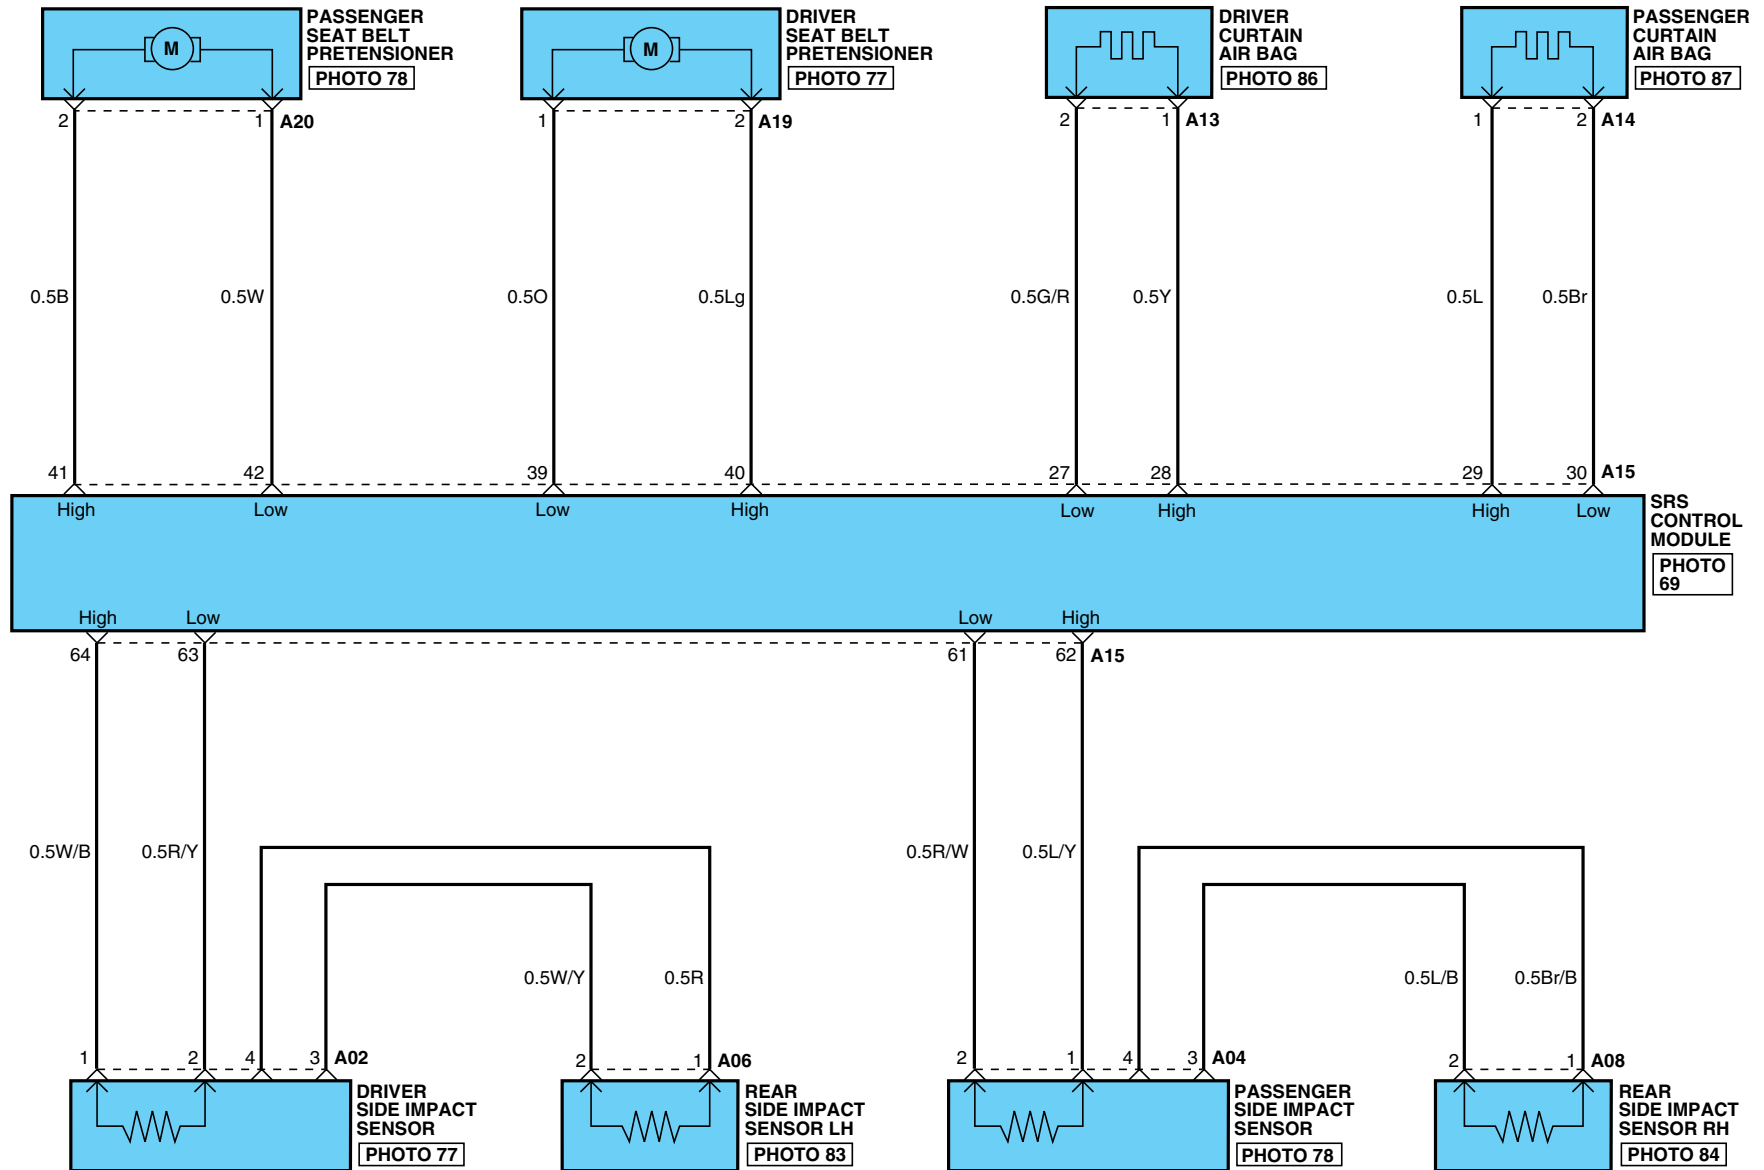 PASSENGER
SEAT BELT
PRETENSIONER
PHOTO 78
M
DRIVER
SEAT BELT
PRETENSIONER
PHOTO 77
M
DRIVER
CURTAIN
AIR BAG
PHOTO 86
PASSENGER
CURTAIN
AIR BAG
PHOTO 87
2 1 A20
1 2 A19
2 1 A13
1 2 A14
0.5B 0.5W 0.5O 0.5Lg 0.5G/R 0.5Y 0.5L 0.5Br
41 42 39 40 27 28 29 30 A15
High Low Low High Low High High Low
SRS
CONTROL
MODULE
PHOTO
69
High Low Low High
64 63 61 62 A15
0.5W/B 0.5R/Y 0.5R/W 0.5L/Y
0.5W/Y 0.5R 0.5L/B 0.5Br/B
1 2 4 3 A02
2 1 A06
2 1 4 3 A04
2 1 A08
DRIVER
SIDE IMPACT
SENSOR
PHOTO 77
REAR
SIDE IMPACT
SENSOR LH
PHOTO 83
PASSENGER
SIDE IMPACT
SENSOR
PHOTO 78
REAR
SIDE IMPACT
SENSOR RH
PHOTO 84